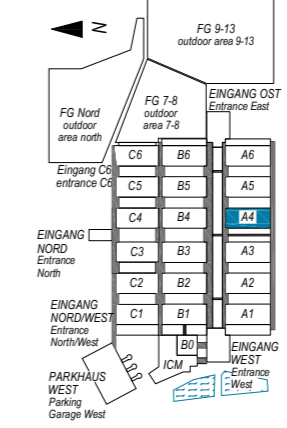 N
FG 9-13
outdoor area 9-13
FG Nord
outdoor
area north
FG 7-8
outdoor
area 7-8
EINGANG OST
Entrance East
Eingang C6
entrance C6
C6
B6
A6
C5
B5
A5
C4
B4
A4
EINGANG
NORD
Entrance
North
C3
B3
A3
C2
B2
A2
EINGANG
NORD/WEST
Entrance
North/West
C1
B1
A1
B0
ICM
EINGANG
WEST
Entrance
West
PARKHAUS
WEST
Parking
Garage West